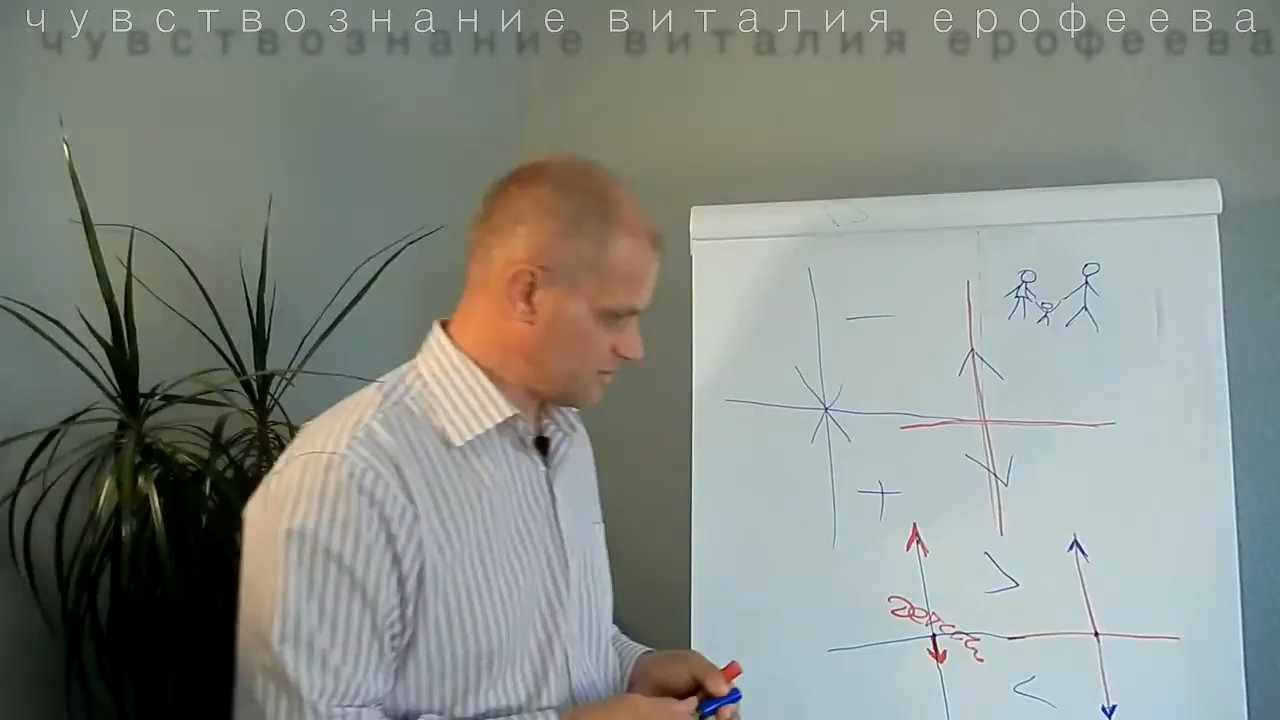 чувствознание виталия ерофеева
−
+
>
<